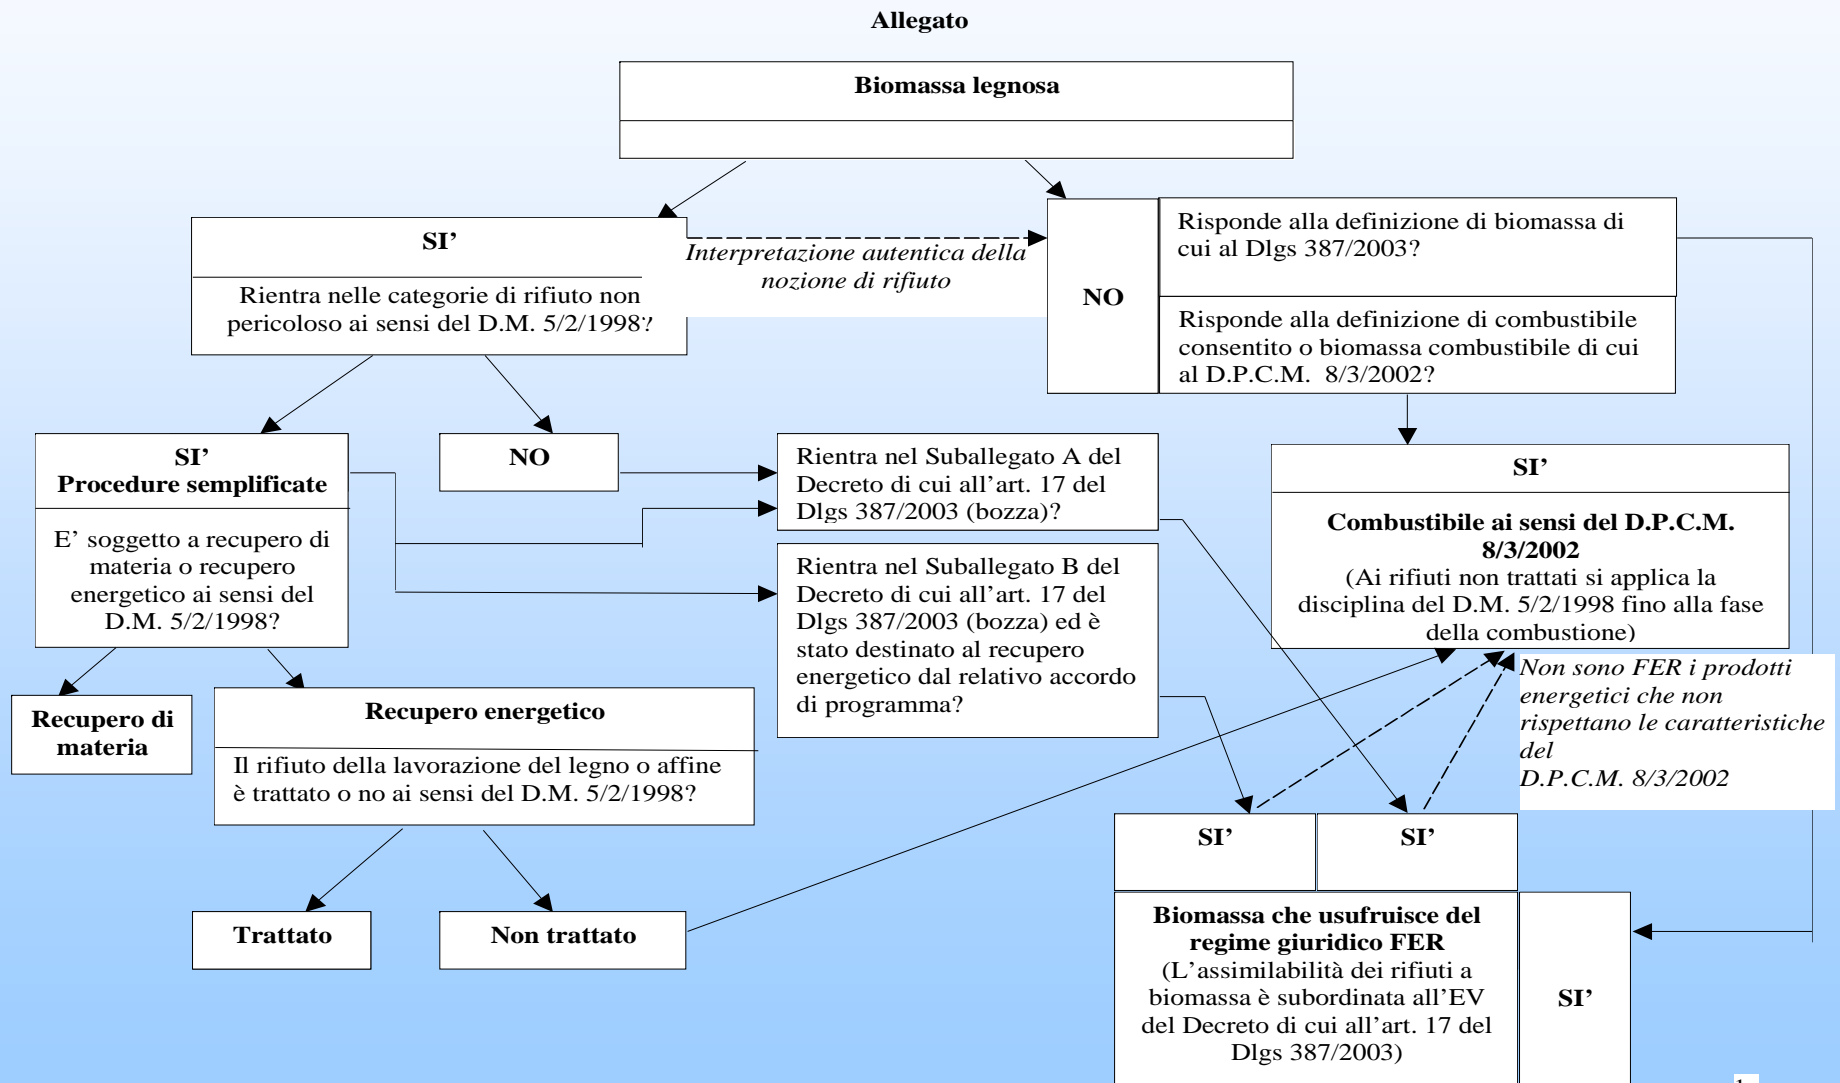 Allegato
Biomassa legnosa
SI’
Rientra nelle categorie di rifiuto non
pericoloso ai sensi del D.M. 5/2/1998?
Interpretazione autentica della
nozione di rifiuto
NO
Risponde alla definizione di biomassa di
cui al Dlgs 387/2003?
Risponde alla definizione di combustibile
consentito o biomassa combustibile di cui
al D.P.C.M. 8/3/2002?
SI’
Procedure semplificate
E’ soggetto a recupero di
materia o recupero
energetico ai sensi del
D.M. 5/2/1998?
NO
Rientra nel Suballegato A del
Decreto di cui all’art. 17 del
Dlgs 387/2003 (bozza)?
Rientra nel Suballegato B del
Decreto di cui all’art. 17 del
Dlgs 387/2003 (bozza) ed è
stato destinato al recupero
energetico dal relativo accordo
di programma?
SI’
Combustibile ai sensi del D.P.C.M.
8/3/2002
(Ai rifiuti non trattati si applica la
disciplina del D.M. 5/2/1998 fino alla fase
della combustione)
Non sono FER i prodotti
energetici che non
rispettano le caratteristiche
del
D.P.C.M. 8/3/2002
Recupero di
materia
Recupero energetico
Il rifiuto della lavorazione del legno o affine
è trattato o no ai sensi del D.M. 5/2/1998?
Trattato
Non trattato
SI’
SI’
Biomassa che usufruisce del
regime giuridico FER
(L’assimilabilità dei rifiuti a
biomassa è subordinata all’EV
del Decreto di cui all’art. 17 del
Dlgs 387/2003)
SI’